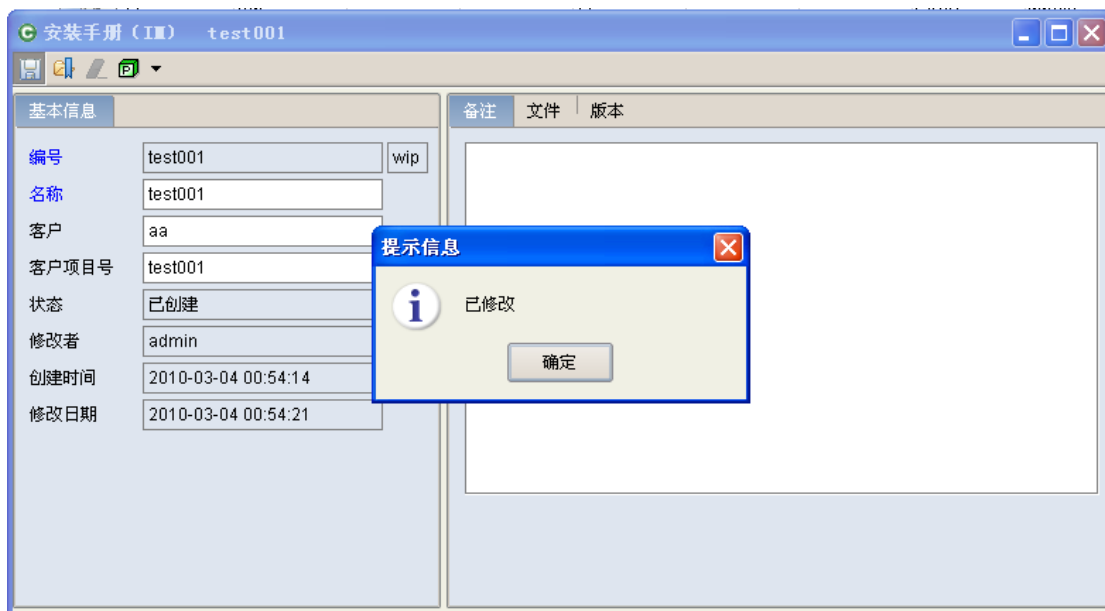 安装手册（IM） test001
基本信息
编号 test001 wip
名称 test001
客户 aa
客户项目号 test001
状态 已创建
修改者 admin
创建时间 2010-03-04 00:54:14
修改日期 2010-03-04 00:54:21
备注 文件 版本
提示信息
已修改
确定